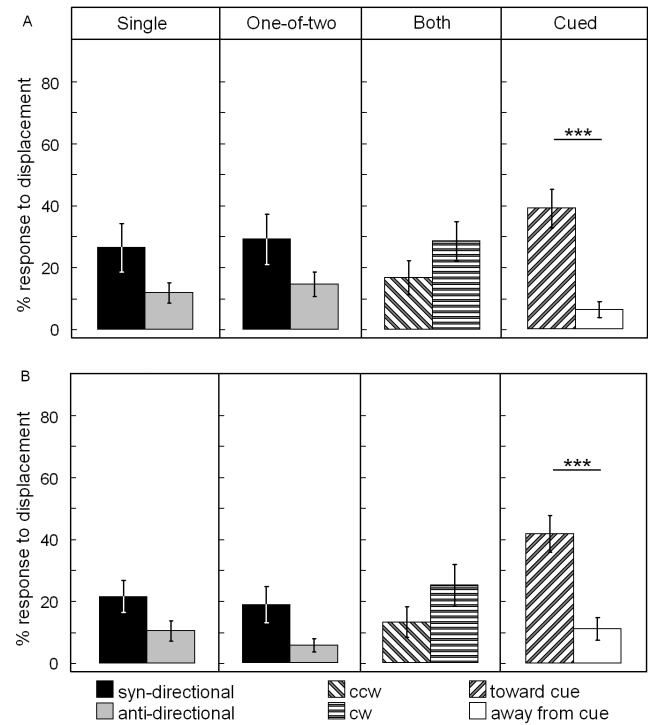 A
Single One-of-two Both Cued
% response to displacement
80
60
40
20
0
***
B
% response to displacement
80
60
40
20
0
***
syn-directional ccw toward cue
anti-directional cw away from cue